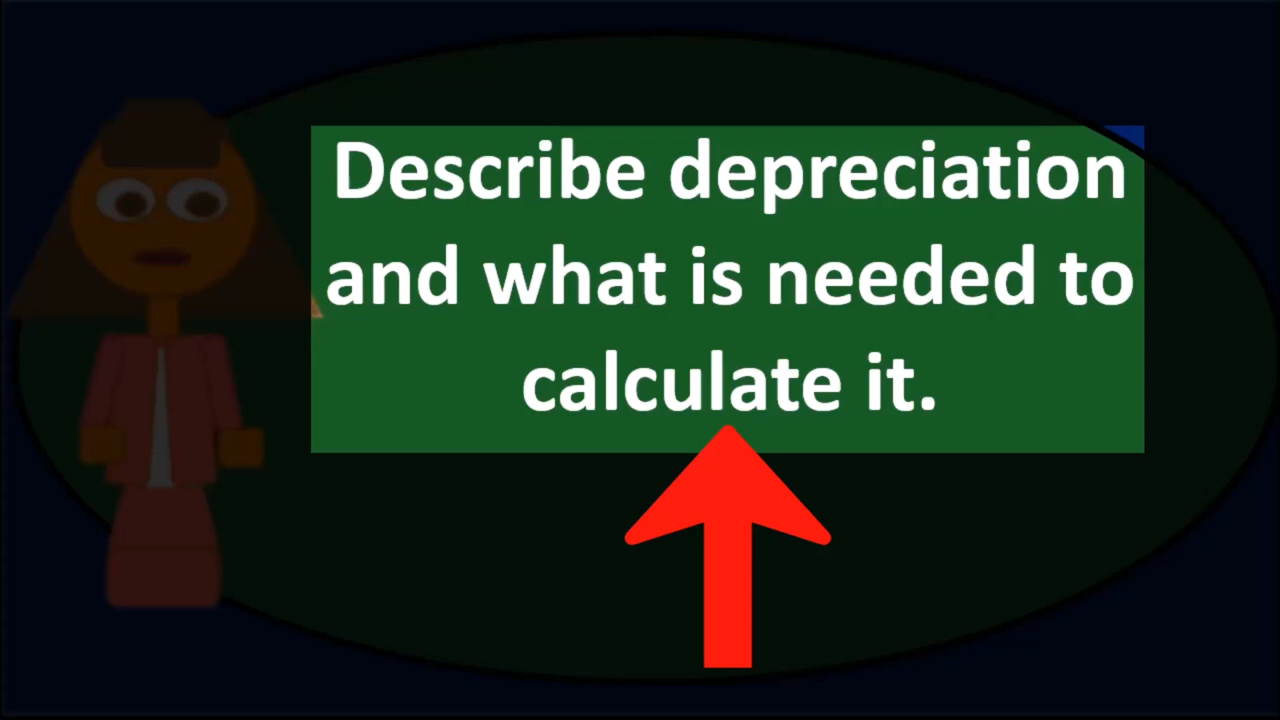 Describe depreciation
and what is needed to
calculate it.